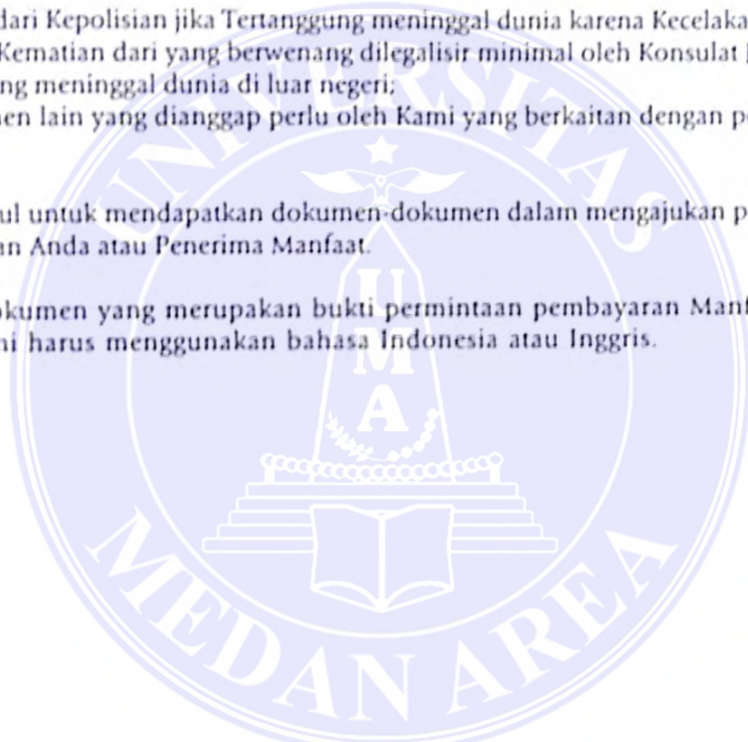 dari Kepolisian jika Tertanggung meninggal dunia karena Kecelaka
Kematian dari yang berwenang dilegalisir minimal oleh Konsulat J
ng meninggal dunia di luar negeri;
en lain yang dianggap perlu oleh Kami yang berkaitan dengan p
ul untuk mendapatkan dokumen-dokumen dalam mengajukan p
n Anda atau Penerima Manfaat.
okumen yang merupakan bukti permintaan pembayaran Manf
ni harus menggunakan bahasa Indonesia atau Inggris.
UNIVERSITAS
UMA
MEDAN AREA